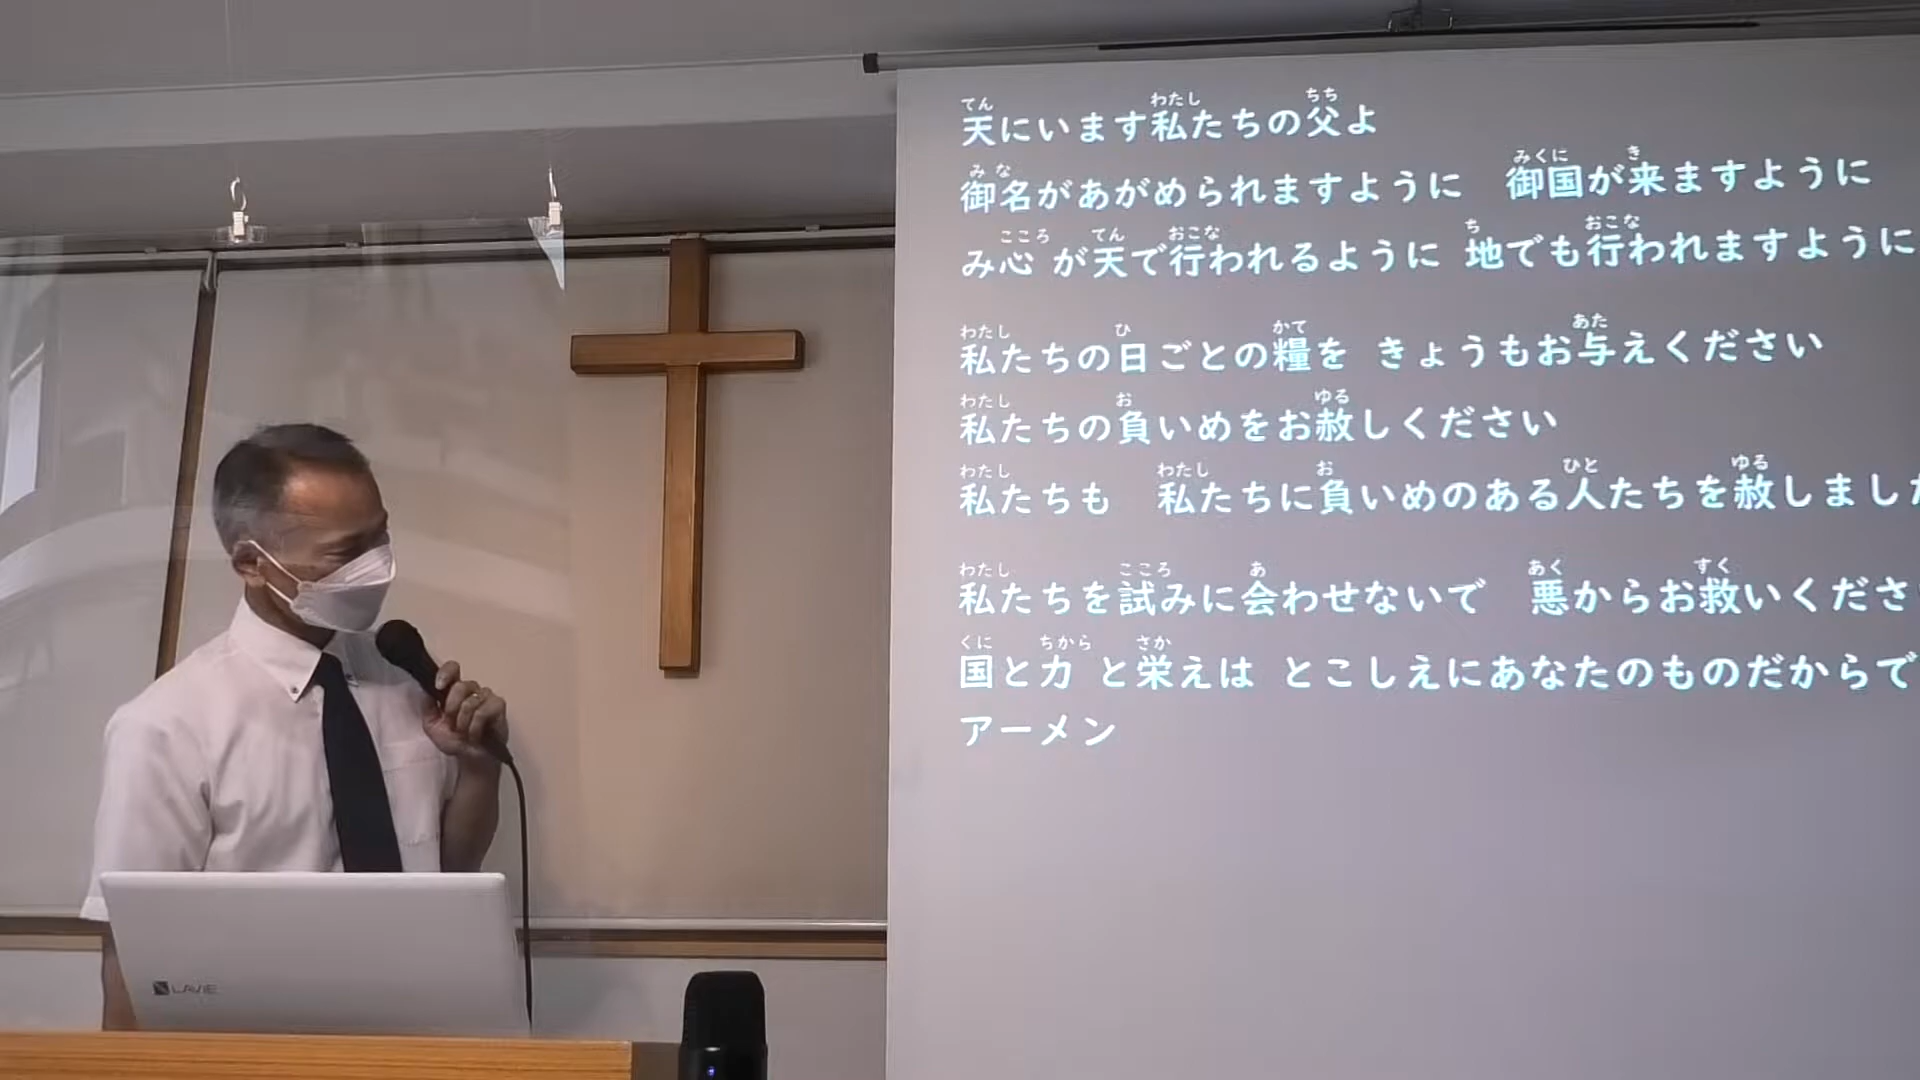 天にいます私たちの父よ
御名があがめられますように 御国が来ますように
み心 が天で行われるように 地でも行われますように
私たちの日ごとの糧を きょうもお与えください
私たちの負いめをお赦しください
私たちも 私たちに負いめのある人たちを赦しました
私たちを試みに会わせないで 悪からお救いくださ
国と力 と栄えは とこしえにあなたのものだからで
アーメン
LAVIE